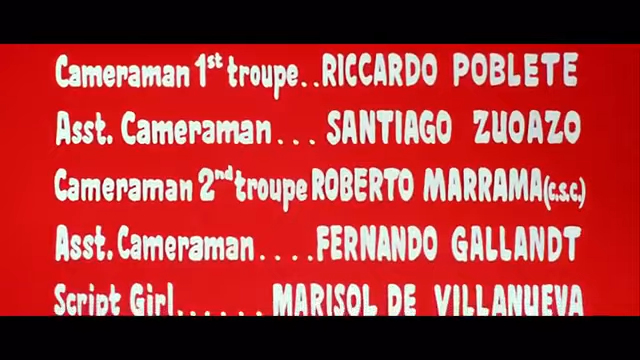 Cameraman 1st troupe..RICCARDO POBLETE
Asst. Cameraman...SANTIAGO ZUOAZO
Cameraman 2nd troupe ROBERTO MARRAMA(c.s.c.)
Asst. Cameraman....FERNANDO GALLANDT
Script Girl......MARISOL DE VILLANUEVA